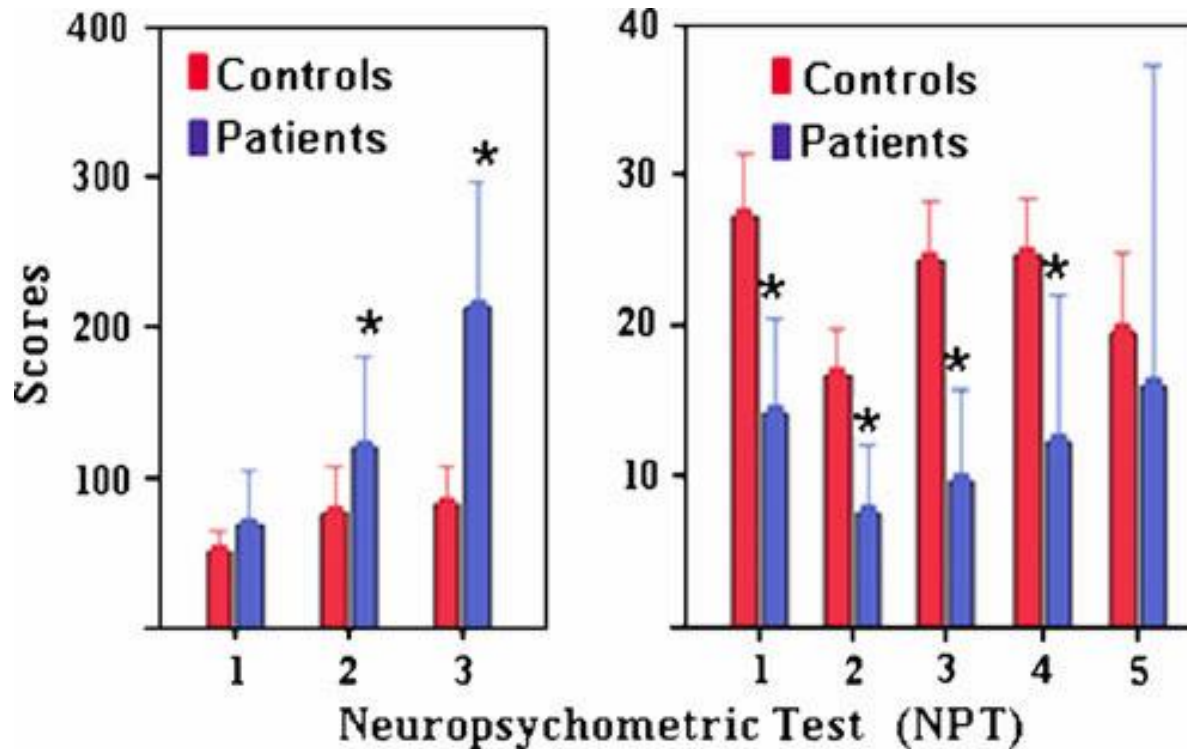 Scores
400
300
200
100
Controls
Patients
*
*
1 2 3
40
30
20
10
Controls
Patients
*
*
*
*
1 2 3 4 5
Neuropsychometric Test (NPT)